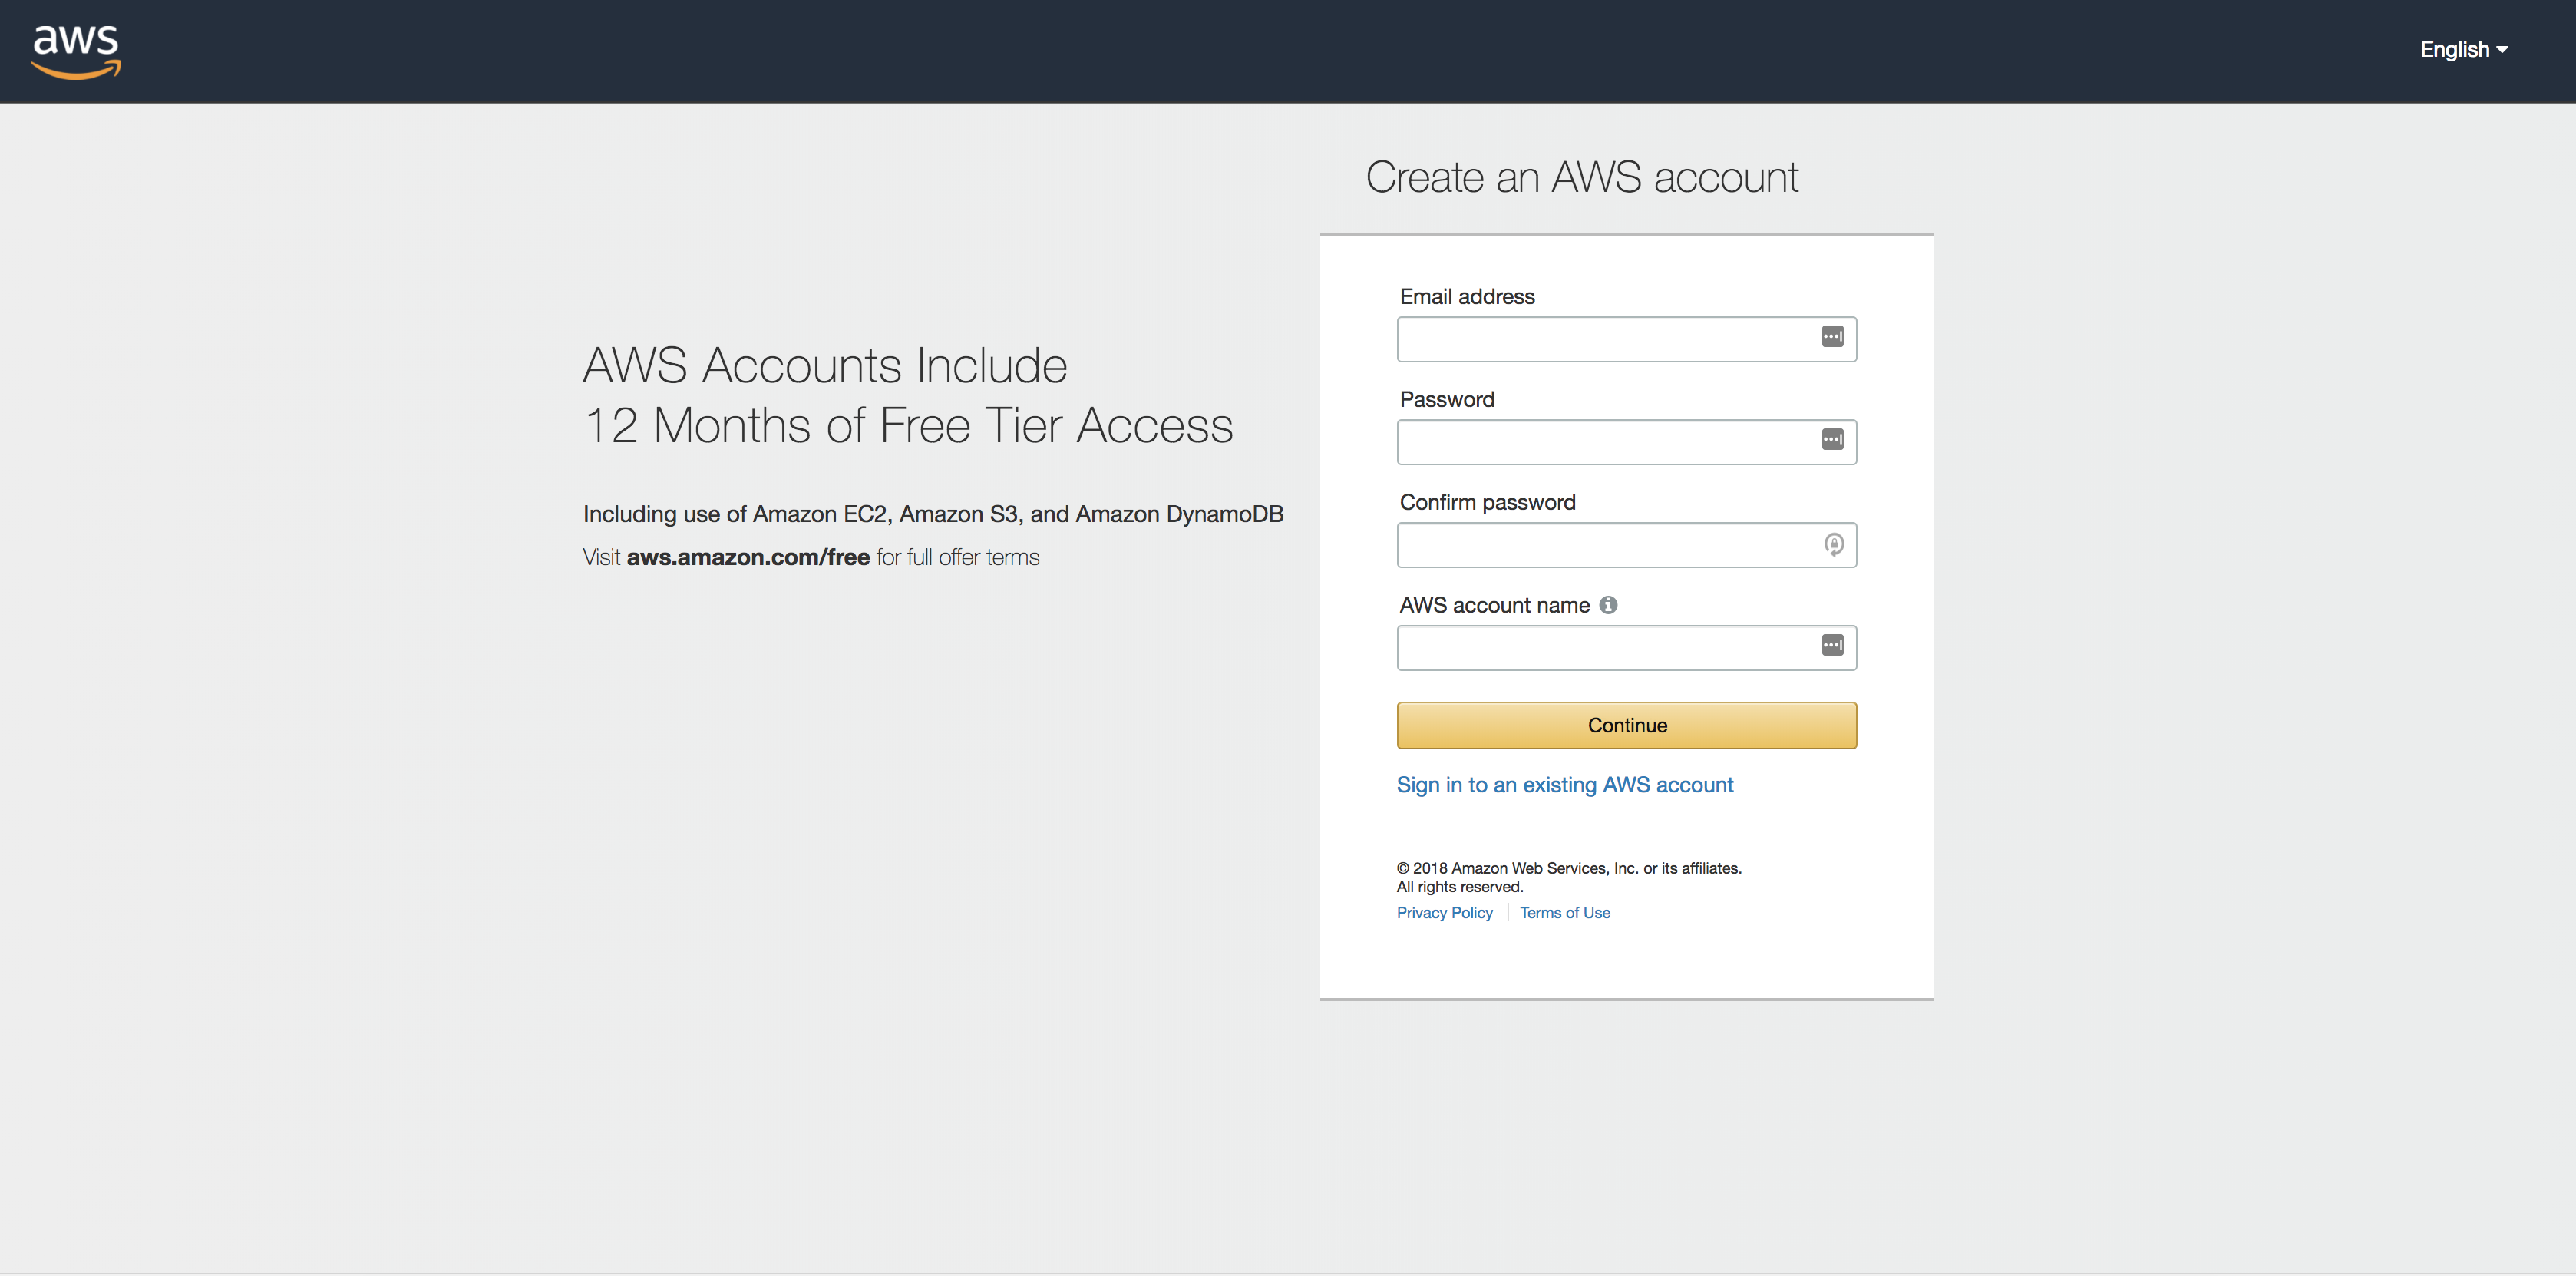 aws
English
Create an AWS account
AWS Accounts Include
12 Months of Free Tier Access
Including use of Amazon EC2, Amazon S3, and Amazon DynamoDB
Visit aws.amazon.com/free for full offer terms
Email address
Password
Confirm password
AWS account name
Continue
Sign in to an existing AWS account
© 2018 Amazon Web Services, Inc. or its affiliates.
All rights reserved.
Privacy Policy | Terms of Use